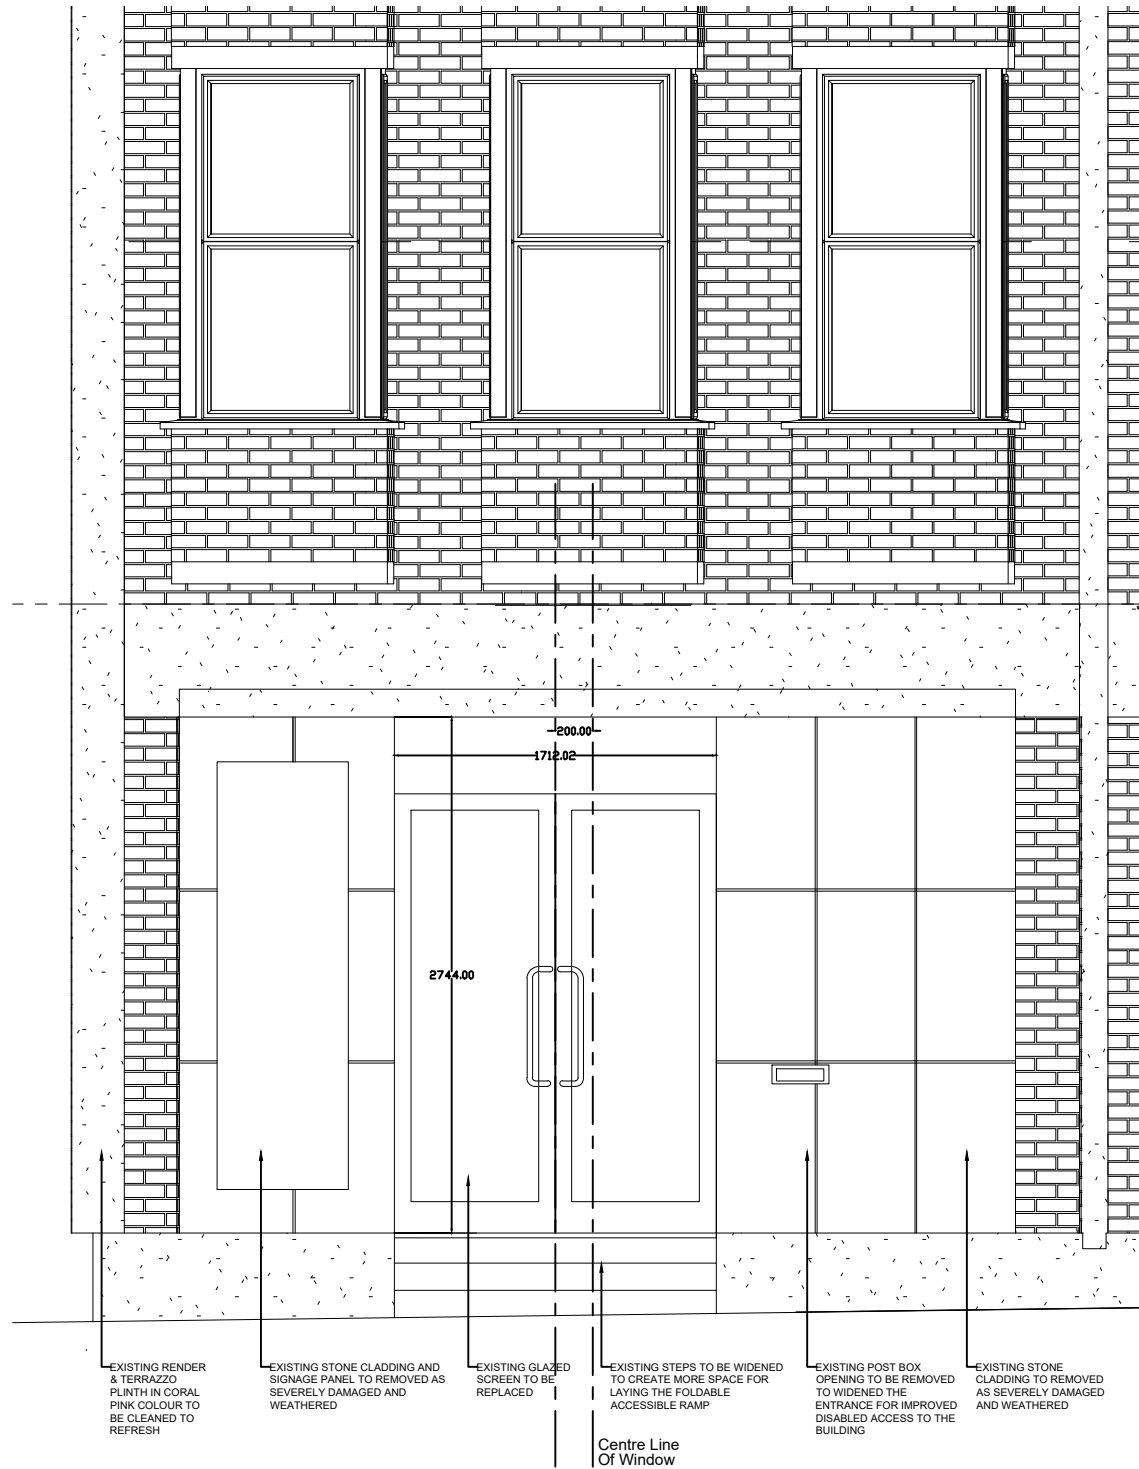 200.00
1712.02
2744.00
EXISTING RENDER
& TERRAZZO
PLINTH IN CORAL
PINK COLOUR TO
BE CLEANED TO
REFRESH
EXISTING STONE CLADDING AND
SIGNAGE PANEL TO REMOVED AS
SEVERELY DAMAGED AND
WEATHERED
EXISTING GLAZED
SCREEN TO BE
REPLACED
EXISTING STEPS TO BE WIDENED
TO CREATE MORE SPACE FOR
LAYING THE FOLDABLE
ACCESSIBLE RAMP
EXISTING POST BOX
OPENING TO BE REMOVED
TO WIDENED THE
ENTRANCE FOR IMPROVED
DISABLED ACCESS TO THE
BUILDING
EXISTING STONE
CLADDING TO REMOVED
AS SEVERELY DAMAGED
AND WEATHERED
Centre Line
Of Window